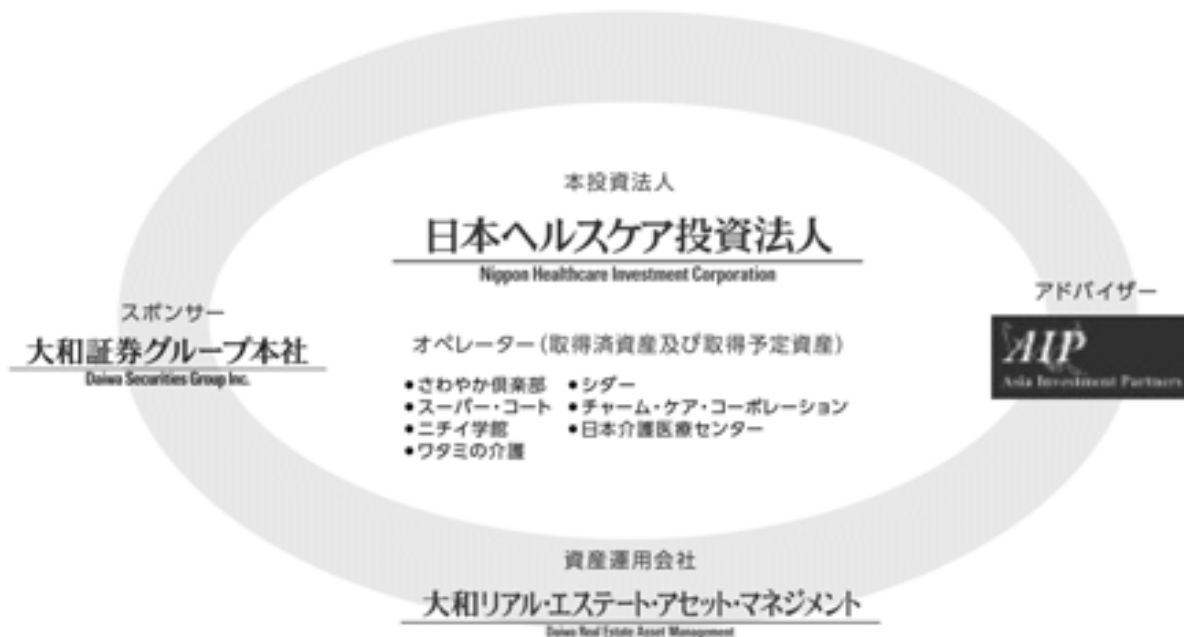 本投資法人
日本ヘルスケア投資法人
Nippon Healthcare Investment Corporation
スポンサー
大和証券グループ本社
Daiwa Securities Group Inc.
アドバイザー
AIP
Asia Investment Partners
オペレーター(取得済資産及び取得予定資産)
•さわやか倶楽部 •シダー
•スーパー・コート •チャーム・ケア・コーポレーション
•ニチイ学館 •日本介護医療センター
•ワタミの介護
資産運用会社
大和リアル・エステート・アセット・マネジメント
Daiwa Real Estate Asset Management